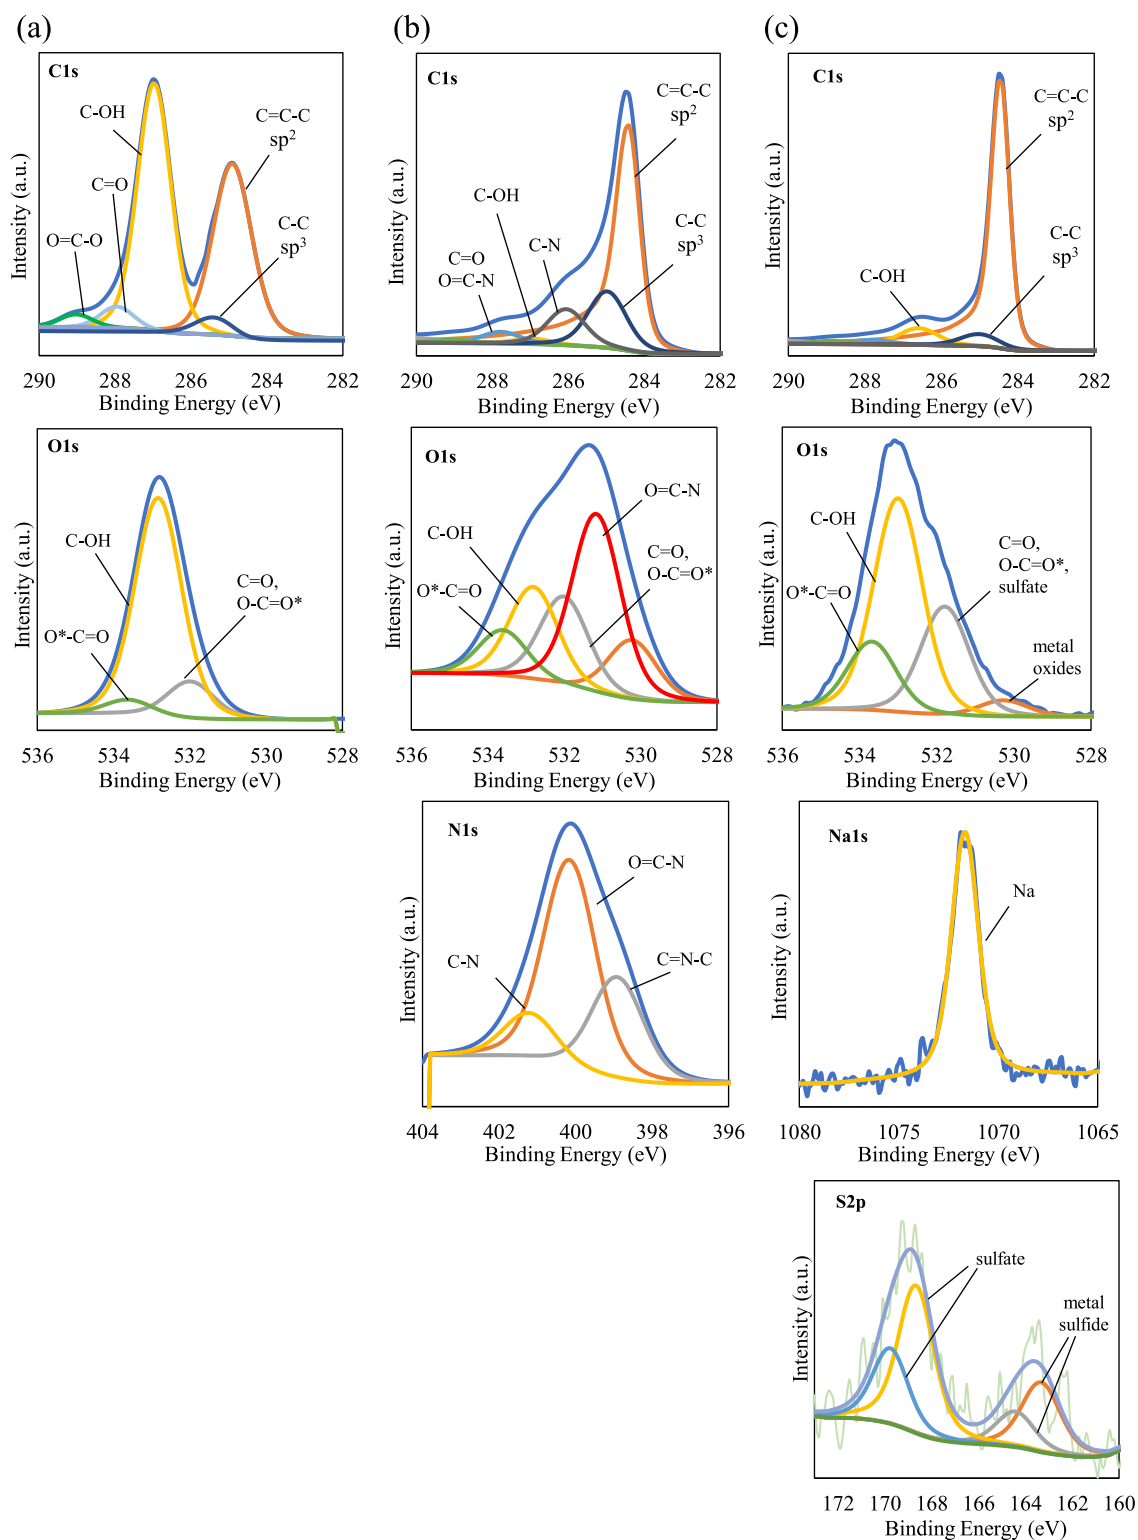 (a)
C1s
C-OH
C=C-C
sp2
C=O
C-C
sp3
O=C-O
Intensity (a.u.)
290 288 286 284 282
Binding Energy (eV)
O1s
C-OH
C=O,
O-C=O*
O*-C=O
Intensity (a.u.)
536 534 532 530 528
Binding Energy (eV)
(b)
C1s
C=C-C
sp2
C-OH
C-C
sp3
C-N
C=O
O=C-N
Intensity (a.u.)
290 288 286 284 282
Binding Energy (eV)
O1s
O=C-N
C-OH
C=O,
O-C=O*
O*-C=O
Intensity (a.u.)
536 534 532 530 528
Binding Energy (eV)
N1s
O=C-N
C-N
C=N-C
Intensity (a.u.)
404 402 400 398 396
Binding Energy (eV)
(c)
C1s
C=C-C
sp2
C-C
sp3
C-OH
Intensity (a.u.)
290 288 286 284 282
Binding Energy (eV)
O1s
C-OH
C=O,
O-C=O*,
sulfate
O*-C=O
metal
oxides
Intensity (a.u.)
536 534 532 530 528
Binding Energy (eV)
Na1s
Na
Intensity (a.u.)
1080 1075 1070 1065
Binding Energy (eV)
S2p
sulfate
metal
sulfide
Intensity (a.u.)
172 170 168 166 164 162 160
Binding Energy (eV)